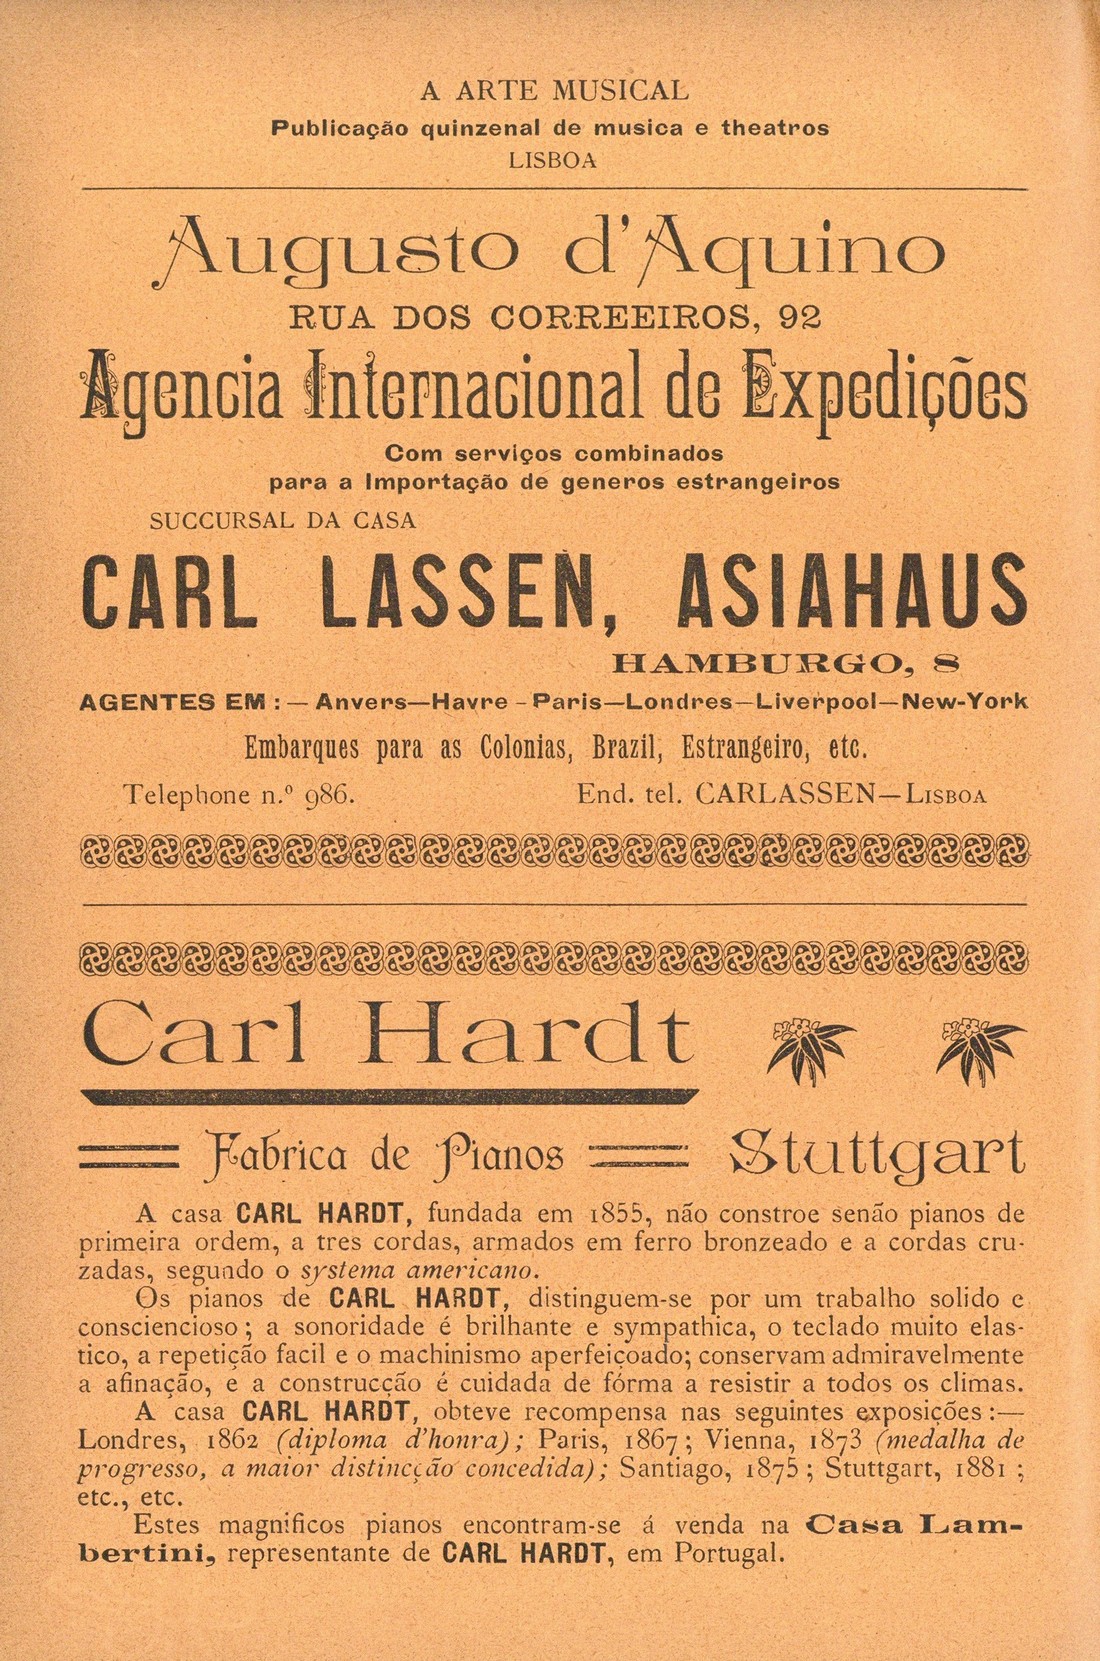 A ARTE MUSICAL
Publicação quinzenal de musica e theatros
LISBOA
Augusto d'Aquino
RUA DOS CORREEIROS, 92
Agencia Internacional de Expedições
Com serviços combinados
para a Importação de generos estrangeiros
SUCCURSAL DA CASA
CARL LASSEN, ASIAHAUS
HAMBURGO, 8
AGENTES EM : — Anvers—Havre - Paris—Londres—Liverpool—New-York
Embarques para as Colonias, Brazil, Estrangeiro, etc.
Telephone n.º 986. End. tel. CARLASSEN—LISBOA
Carl Hardt
Fabrica de Pianos Stuttgart
A casa CARL HARDT, fundada em 1855, não constroe senão pianos de
primeira ordem, a tres cordas, armados em ferro bronzeado e a cordas cru-
zadas, segundo o systema americano.
Os pianos de CARL HARDT, distinguem-se por um trabalho solido e
consciencioso; a sonoridade é brilhante e sympathica, o teclado muito elas-
tico, a repetição facil e o machinismo aperfeiçoado; conservam admiravelmente
a afinação, e a construcção é cuidada de fórma a resistir a todos os climas.
A casa CARL HARDT, obteve recompensa nas seguintes exposições:—
Londres, 1862 (diploma d'honra); Paris, 1867; Vienna, 1873 (medalha de
progresso, a maior distincção concedida); Santiago, 1875; Stuttgart, 1881;
etc., etc.
Estes magnificos pianos encontram-se á venda na Casa Lam-
bertini, representante de CARL HARDT, em Portugal.